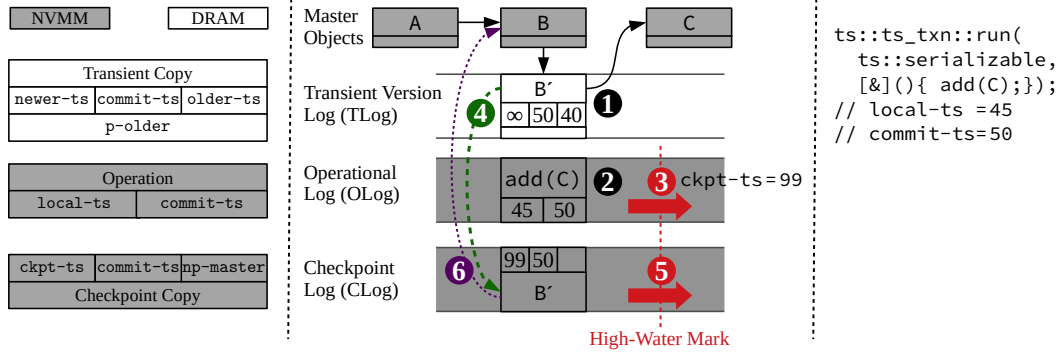 NVMM
DRAM
Transient Copy
newer-ts commit-ts older-ts
p-older
Operation
local-ts commit-ts
ckpt-ts commit-ts np-master
Checkpoint Copy
Master
Objects
A
B
C
Transient Version
Log (TLog)
B´
∞ 50 40
1
4
Operational
Log (OLog)
add(C)
45 50
2
3
ckpt-ts=99
Checkpoint
Log (CLog)
99 50
B´
6
5
High-Water Mark
ts::ts_txn::run(
ts::serializable,
[&](){ add(C);});
// local-ts =45
// commit-ts=50